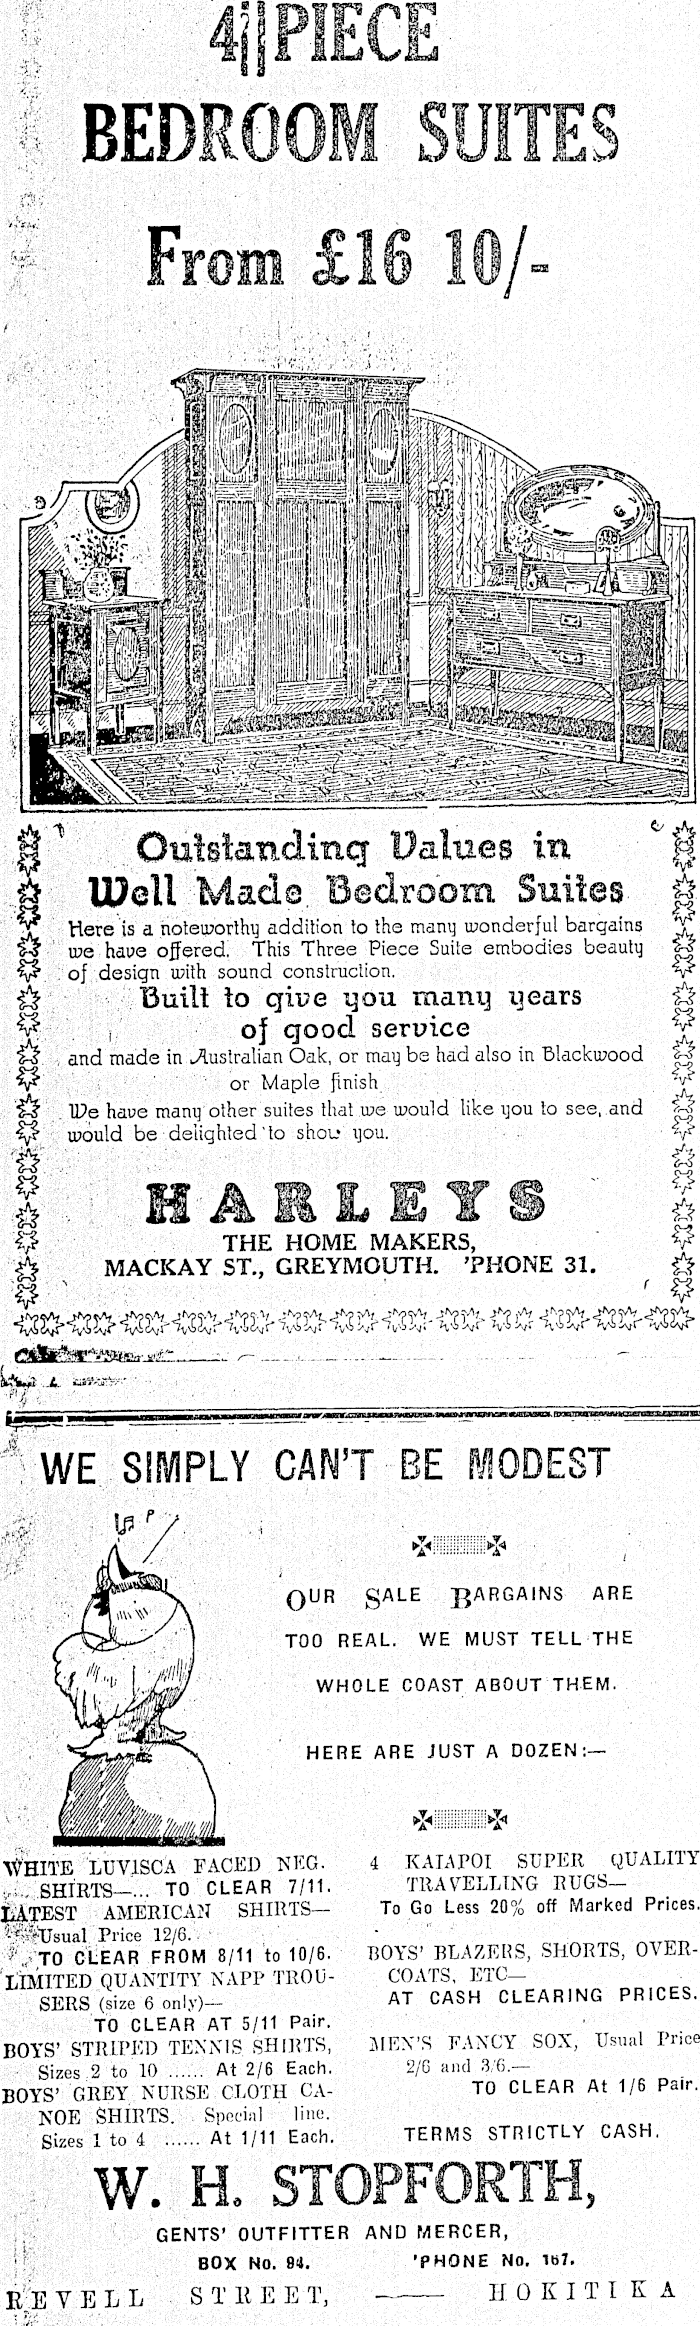 4 PIECE
BEDROOM SUITES
From £16 10/-
Outstanding Values in
Well Made Bedroom Suites
Here is a noteworthy addition to the many wonderful bargains
we have offered. This Three Piece Suite embodies beauty
of design with sound construction.
Built to give you many years
of good service
and made in Australian Oak, or may be had also in Blackwood
or Maple finish
We have many other suites that we would like you to see, and
would be delighted to show you.
HARLEYS
THE HOME MAKERS,
MACKAY ST., GREYMOUTH. 'PHONE 31.
WE SIMPLY CAN'T BE MODEST
OUR SALE BARGAINS ARE
TOO REAL. WE MUST TELL THE
WHOLE COAST ABOUT THEM.
HERE ARE JUST A DOZEN:—
WHITE LUVISCA FACED NEG.
SHIRTS—... TO CLEAR 7/11.
LATEST AMERICAN SHIRTS—
Usual Price 12/6.
TO CLEAR FROM 8/11 to 10/6.
LIMITED QUANTITY NAPP TROU-
SERS (size 6 only)—
TO CLEAR AT 5/11 Pair.
BOYS' STRIPED TENNIS SHIRTS,
Sizes 2 to 10 ...... At 2/6 Each.
BOYS' GREY NURSE CLOTH CA-
NOE SHIRTS. Special line.
Sizes 1 to 4 ...... At 1/11 Each.
4 KAIAPOI SUPER QUALITY
TRAVELLING RUGS—
To Go Less 20% off Marked Prices.
BOYS' BLAZERS, SHORTS, OVER-
COATS, ETC—
AT CASH CLEARING PRICES.
MEN'S FANCY SOX, Usual Price
2/6 and 3/6.—
TO CLEAR At 1/6 Pair.
TERMS STRICTLY CASH.
W. H. STOPFORTH,
GENTS' OUTFITTER AND MERCER,
BOX No. 94. 'PHONE No. 167.
REVELL STREET, —— HOKITIKA